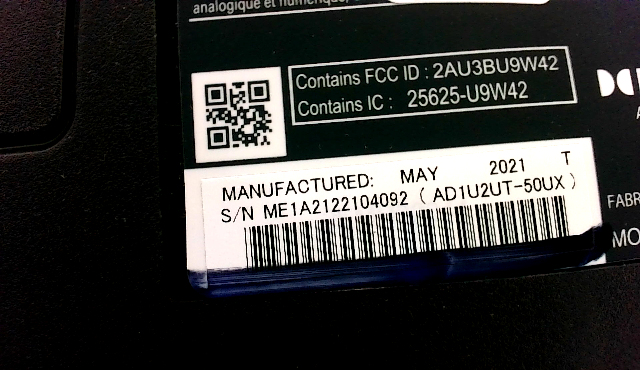 analogique et numérique,
Contains FCC ID : 2AU3BU9W42
Contains IC : 25625-U9W42
MANUFACTURED: MAY 2021 T
S/N ME1A2122104092 ( AD1U2UT-50UX )
FABR
MO